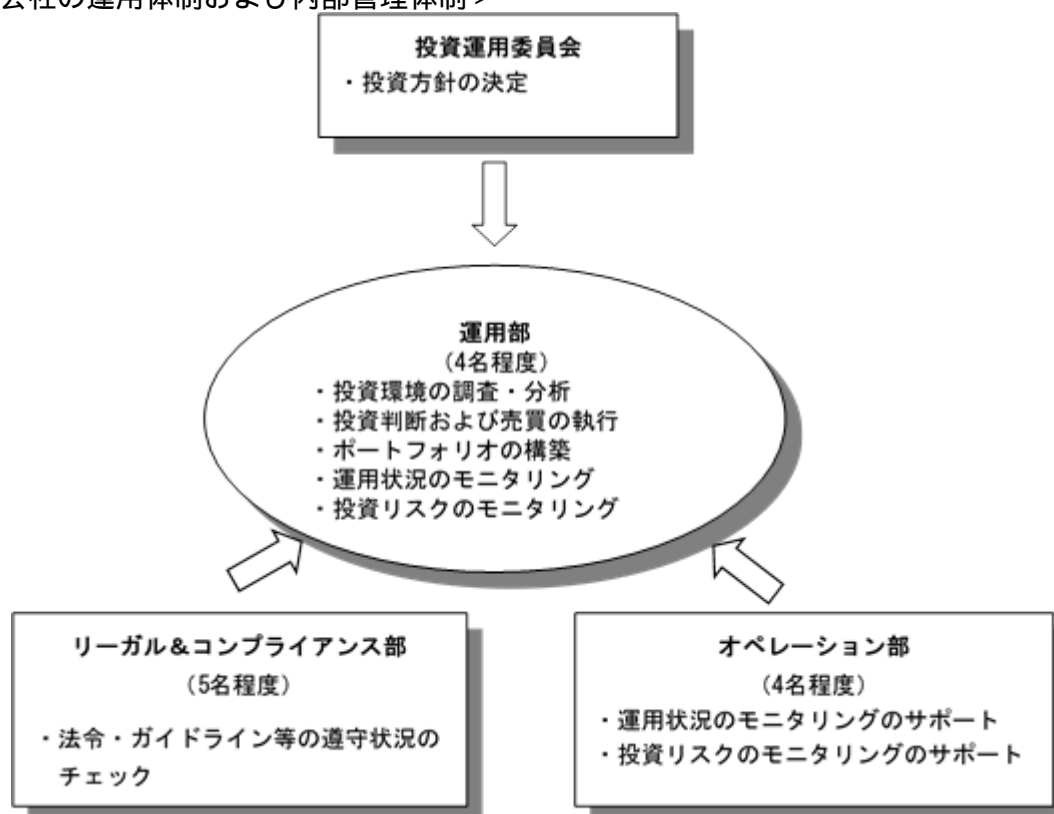 会社の運用体制および内部管理体制＞
投資運用委員会
・投資方針の決定
運用部
（4名程度）
・投資環境の調査・分析
・投資判断および売買の執行
・ポートフォリオの構築
・運用状況のモニタリング
・投資リスクのモニタリング
リーガル＆コンプライアンス部
（5名程度）
・法令・ガイドライン等の遵守状況の
チェック
オペレーション部
（4名程度）
・運用状況のモニタリングのサポート
・投資リスクのモニタリングのサポート